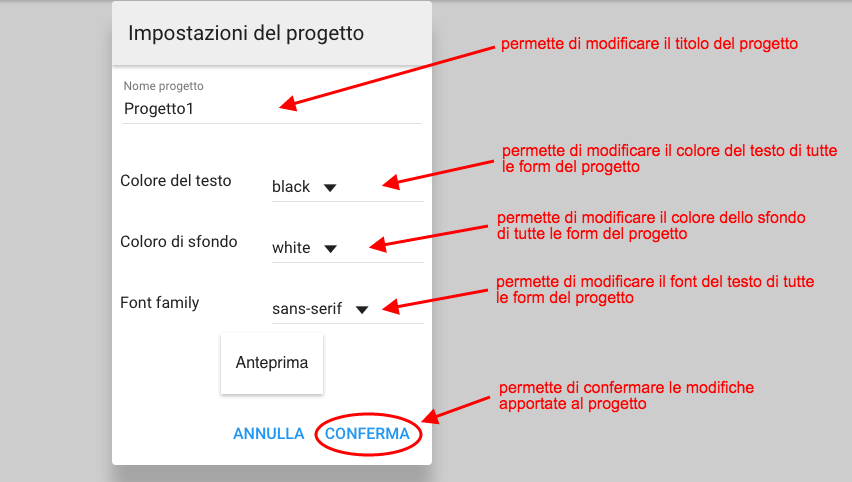 Impostazioni del progetto
permette di modificare il titolo del progetto
Nome progetto
Progetto1
permette di modificare il colore del testo di tutte
le form del progetto
Colore del testo
black
permette di modificare il colore dello sfondo
di tutte le form del progetto
Coloro di sfondo
white
permette di modificare il font del testo di tutte
le form del progetto
Font family
sans-serif
Anteprima
permette di confermare le modifiche
apportate al progetto
ANNULLA CONFERMA